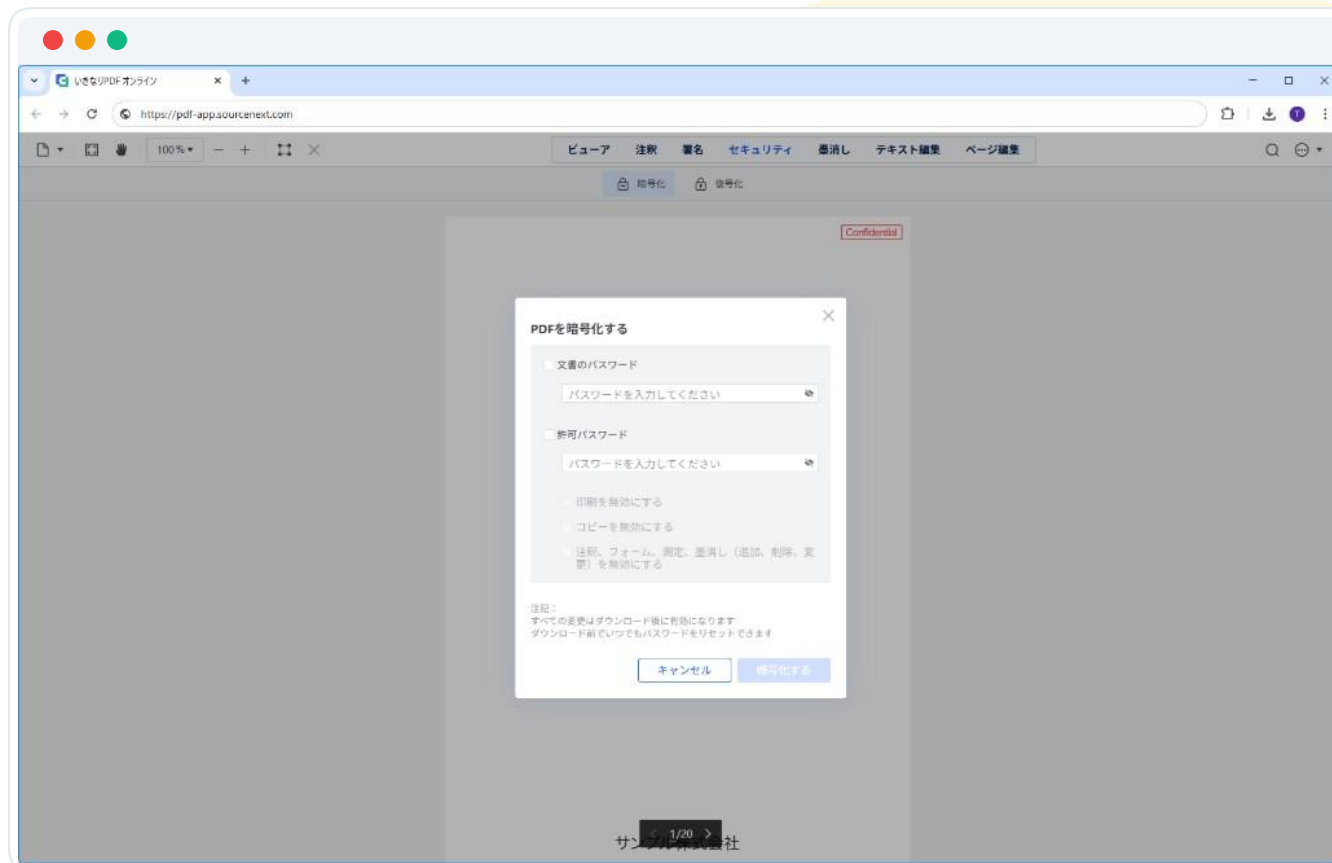 いきなりPDF オンライン
https://pdf-app.sourcenext.com
T
100%
ビューア 注釈 署名 セキュリティ 墨消し テキスト編集 ページ編集
暗号化 復号化
Confidential
PDFを暗号化する
文書のパスワード
パスワードを入力してください
許可パスワード
パスワードを入力してください
印刷を無効にする
コピーを無効にする
注釈、フォーム、測定、墨消し（追加、削除、変
更）を無効にする
注記：
すべての変更はダウンロード後に有効になります
ダウンロード前でいつでもパスワードをリセットできます
キャンセル 暗号化する
1/20
サンプル株式会社